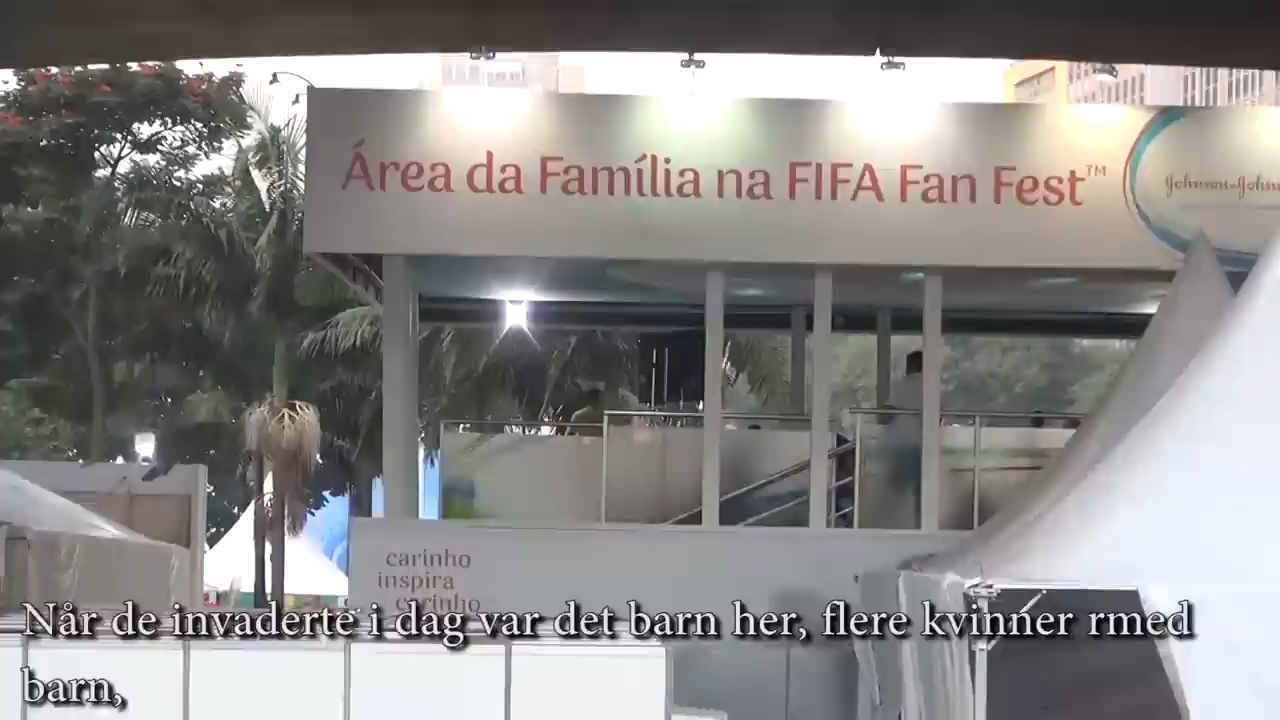 Área da Família na FIFA Fan Fest™
Johnson & Johns
carinho
inspira
carinho
Når de invaderte i dag var det barn her, flere kvinner rmed
barn,